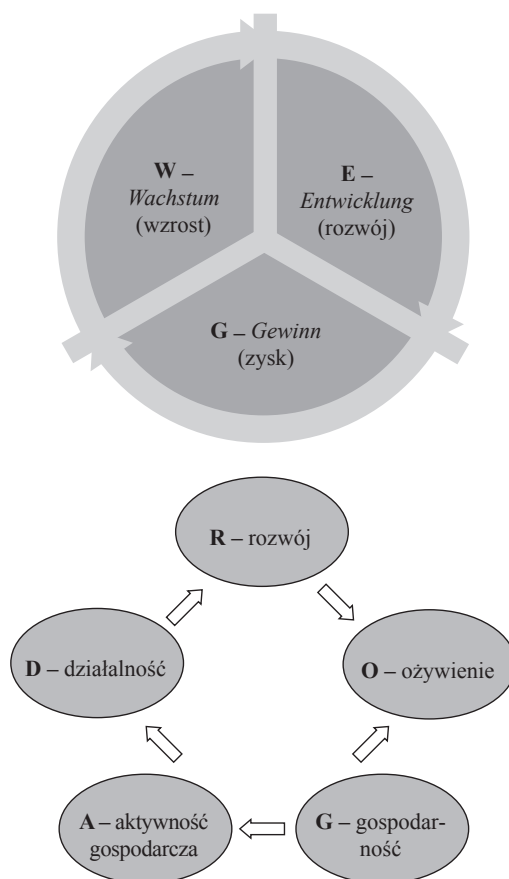 W –
Wachstum
(wzrost)
E –
Entwicklung
(rozwój)
G – Gewinn
(zysk)
R – rozwój
D – działalność
O – ożywienie
A – aktywność
gospodarcza
G – gospodar-
ność